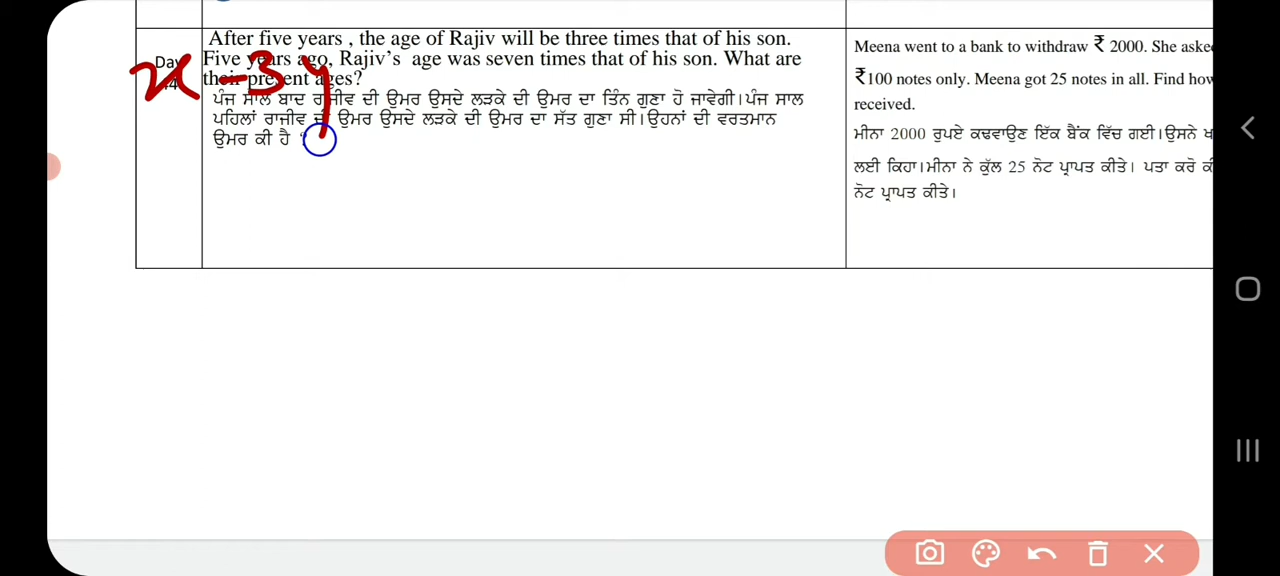 After five years , the age of Rajiv will be three times that of his son.
Five years ago, Rajiv's age was seven times that of his son. What are
their present ages?
ਪੰਜ ਸਾਲ ਬਾਦ ਰਾਜੀਵ ਦੀ ਉਮਰ ਉਸਦੇ ਲੜਕੇ ਦੀ ਉਮਰ ਦਾ ਤਿੰਨ ਗੁਣਾ ਹੋ ਜਾਵੇਗੀ।ਪੰਜ ਸਾਲ
ਪਹਿਲਾਂ ਰਾਜੀਵ ਦੀ ਉਮਰ ਉਸਦੇ ਲੜਕੇ ਦੀ ਉਮਰ ਦਾ ਸੱਤ ਗੁਣਾ ਸੀ।ਉਹਨਾਂ ਦੀ ਵਰਤਮਾਨ
ਉਮਰ ਕੀ ਹੈ ?
Day
x - 3y
Meena went to a bank to withdraw ₹ 2000. She aske
₹100 notes only. Meena got 25 notes in all. Find how
received.
ਮੀਨਾ 2000 ਰੁਪਏ ਕਢਵਾਉਣ ਇੱਕ ਬੈਂਕ ਵਿੱਚ ਗਈ।ਉਸਨੇ
ਲਈ ਕਿਹਾ।ਮੀਨਾ ਨੇ ਕੁੱਲ 25 ਨੋਟ ਪ੍ਰਾਪਤ ਕੀਤੇ। ਪਤਾ ਕਰੋ
ਨੋਟ ਪ੍ਰਾਪਤ ਕੀਤੇ।